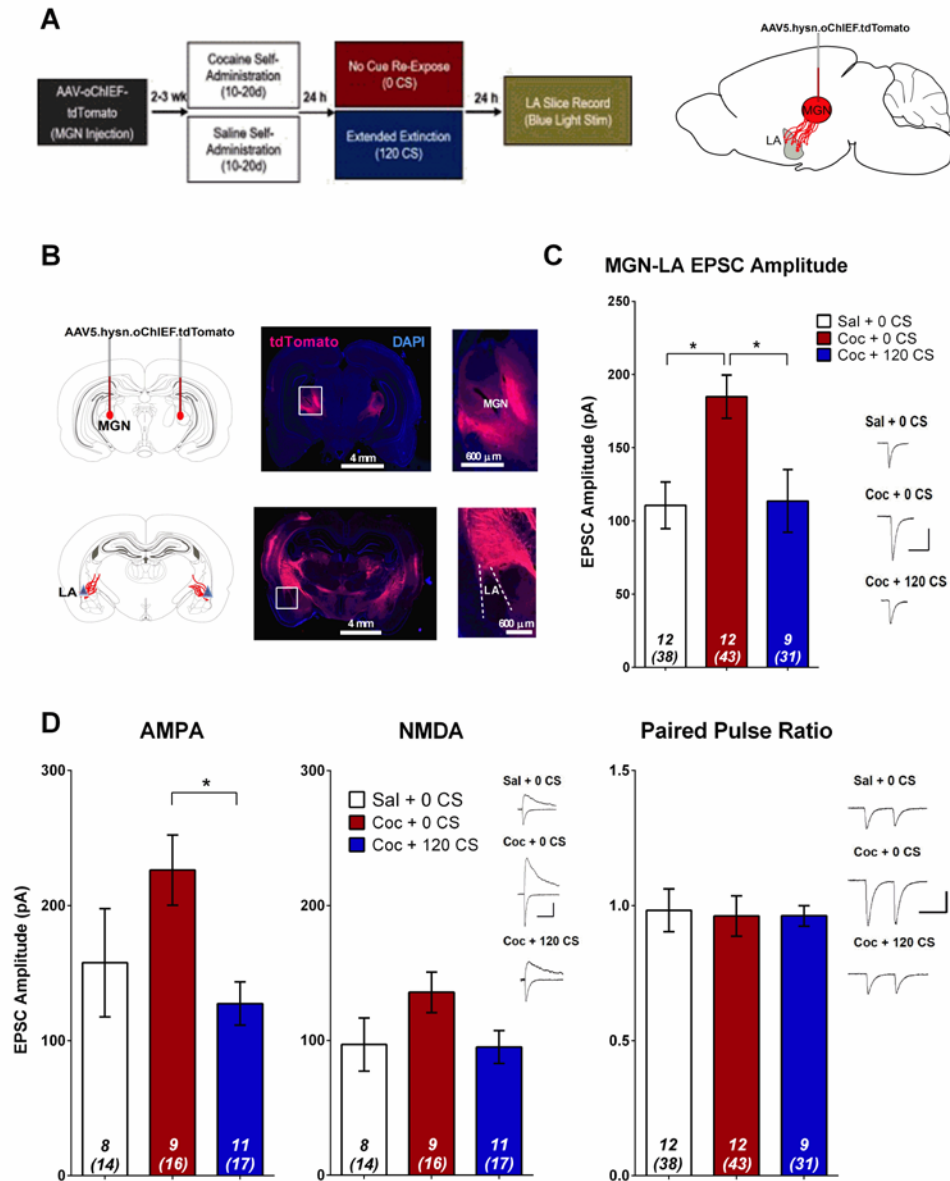 A
AAV-oChIEF-
tdTomato
(MGN Injection)
2-3 wk
Cocaine Self-
Administration
(10-20d)
Saline Self-
Administration
(10-20d)
24 h
No Cue Re-Expose
(0 CS)
Extended Extinction
(120 CS)
24 h
LA Slice Record
(Blue Light Stim)
AAV5.hysn.oChIEF.tdTomato
MGN
LA
B
AAV5.hysn.oChIEF.tdTomato
MGN
tdTomato
DAPI
4 mm
MGN
600 µm
LA
4 mm
LA
600 µm
C
MGN-LA EPSC Amplitude
EPSC Amplitude (pA)
250
200
150
100
50
0
12
(38)
12
(43)
9
(31)
*
*
Sal + 0 CS
Coc + 0 CS
Coc + 120 CS
Sal + 0 CS
Coc + 0 CS
Coc + 120 CS
D
AMPA
EPSC Amplitude (pA)
300
200
100
0
*
8
(14)
9
(16)
11
(17)
NMDA
300
200
100
0
Sal + 0 CS
Coc + 0 CS
Coc + 120 CS
8
(14)
9
(16)
11
(17)
Sal + 0 CS
Coc + 0 CS
Coc + 120 CS
Paired Pulse Ratio
1.5
1.0
0.5
0.0
12
(38)
12
(43)
9
(31)
Sal + 0 CS
Coc + 0 CS
Coc + 120 CS